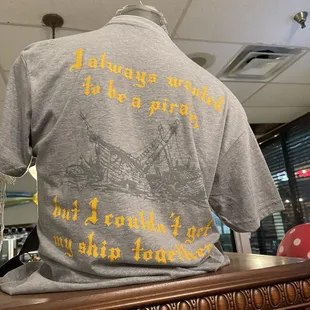 I always wanted
to be a pirate
but I couldn't get
my ship together